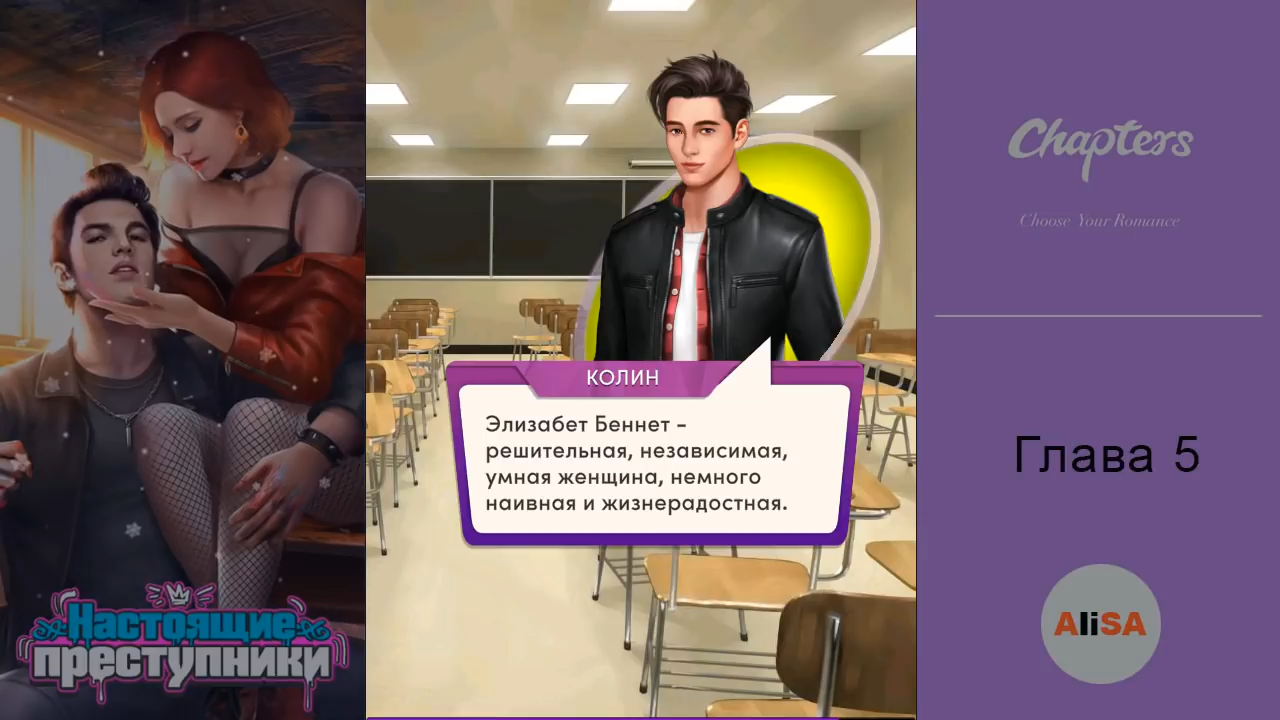 Настоящие
преступники
КОЛИН
Элизабет Беннет -
решительная, независимая,
умная женщина, немного
наивная и жизнерадостная.
Chapters
Choose Your Romance
Глава 5
AliSA